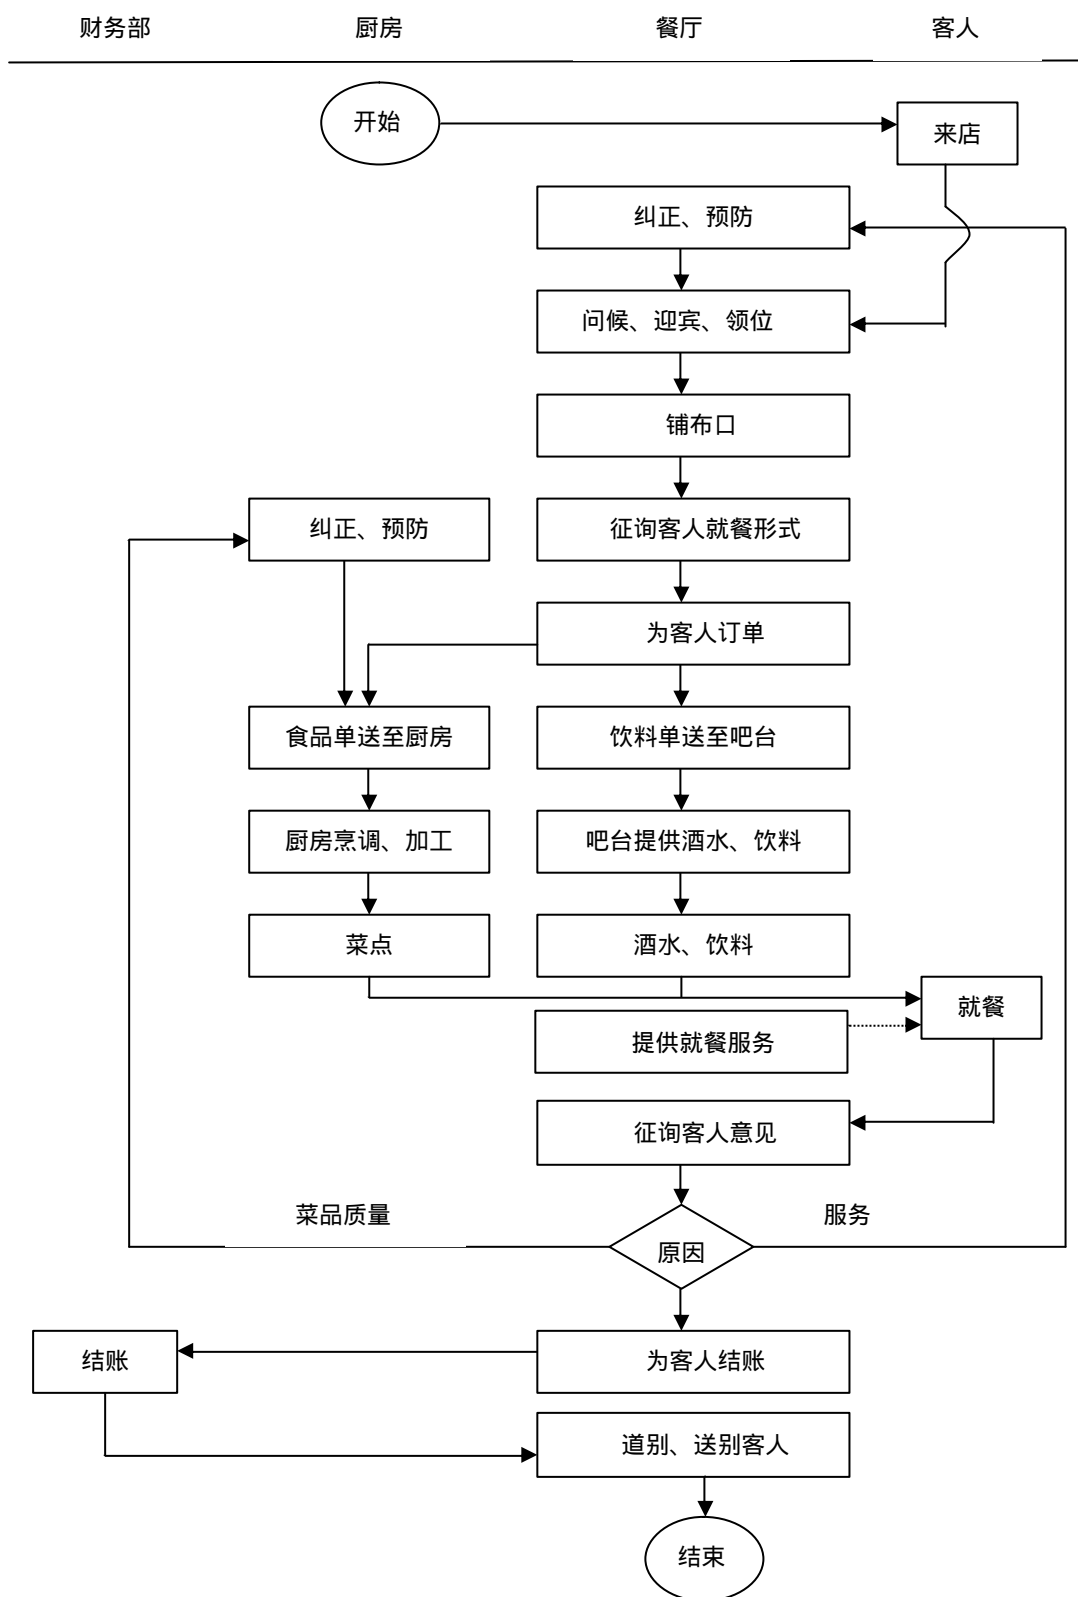 财务部
厨房
餐厅
客人
开始
来店
纠正、预防
问候、迎宾、领位
铺布口
纠正、预防
征询客人就餐形式
为客人订单
食品单送至厨房
饮料单送至吧台
厨房烹调、加工
吧台提供酒水、饮料
菜点
酒水、饮料
就餐
提供就餐服务
征询客人意见
菜品质量
服务
原因
结账
为客人结账
道别、送别客人
结束